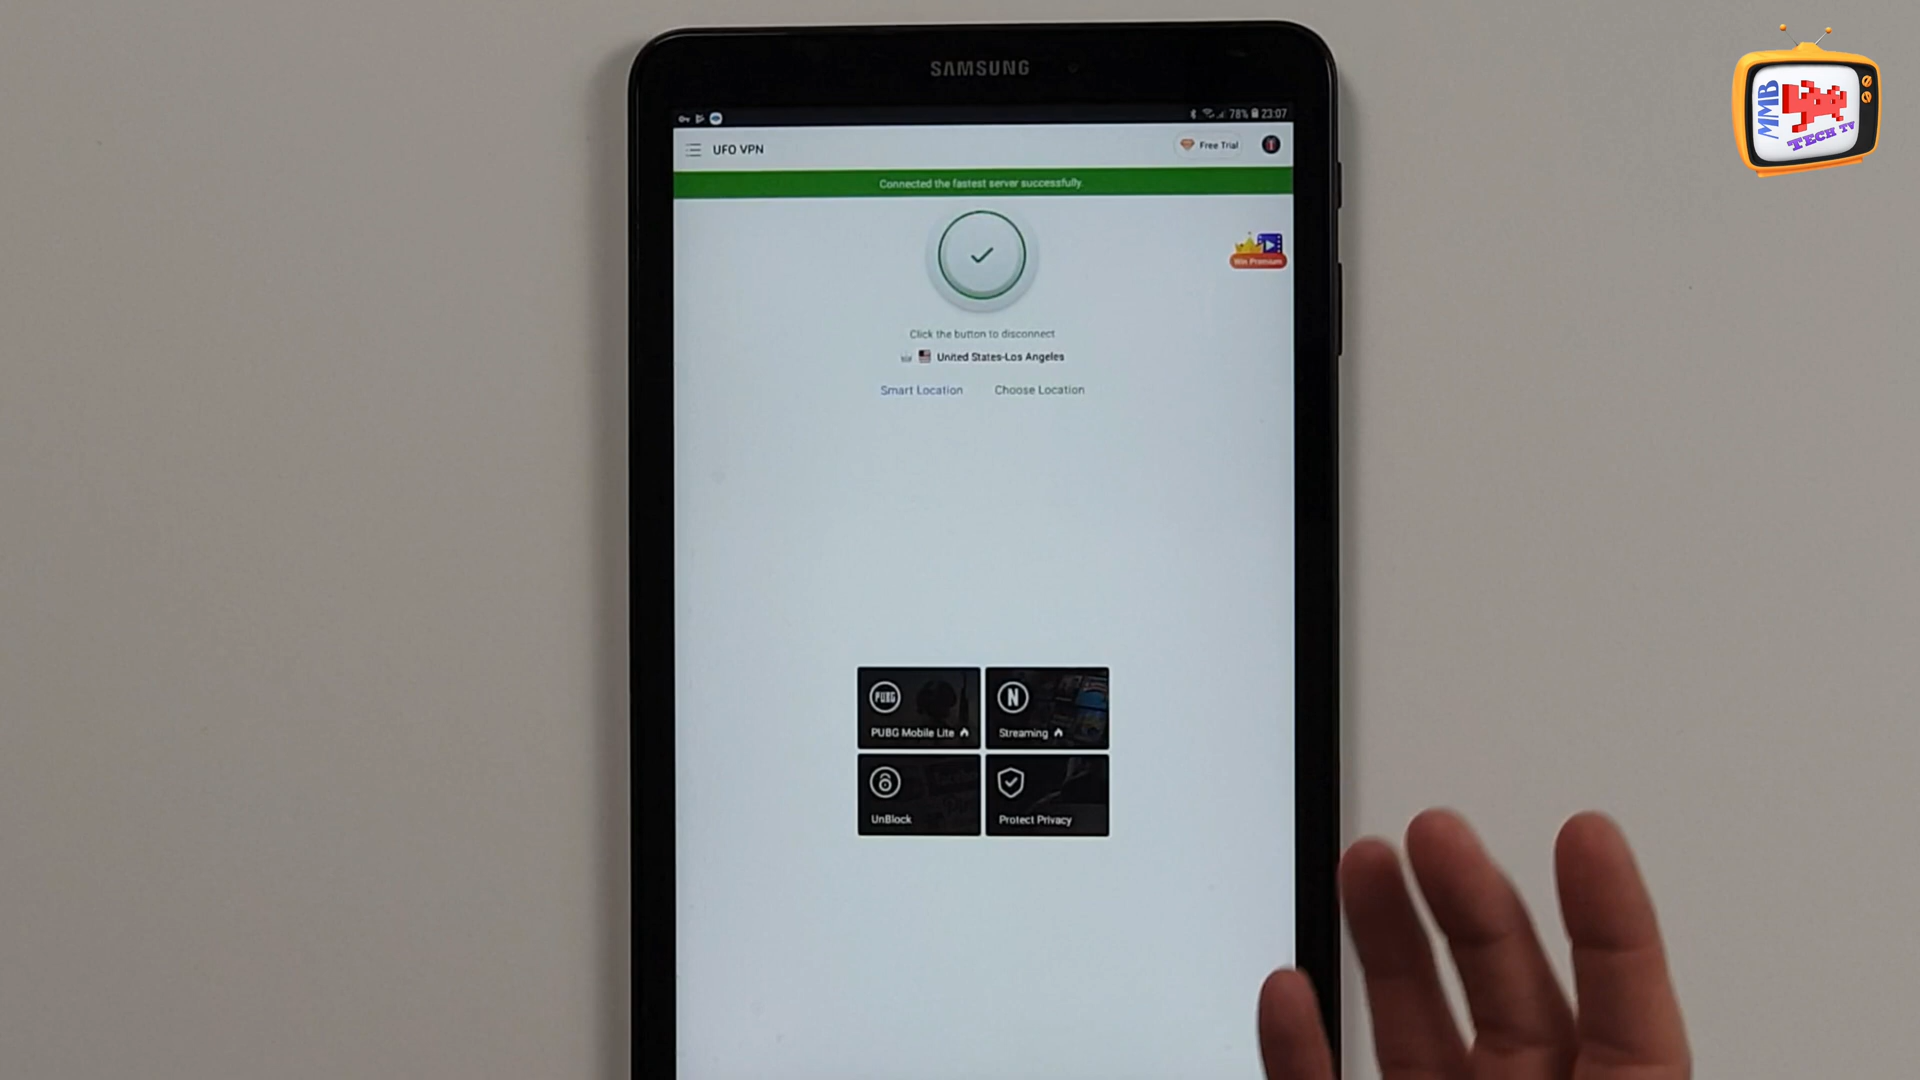 SAMSUNG
78% 23:07
UFO VPN
Free Trial
Connected the fastest server successfully.
Win Premium
Click the button to disconnect
United States-Los Angeles
Smart Location
Choose Location
PUBG
PUBG Mobile Lite
N
Streaming
UnBlock
Protect Privacy
MMB
TECH TV